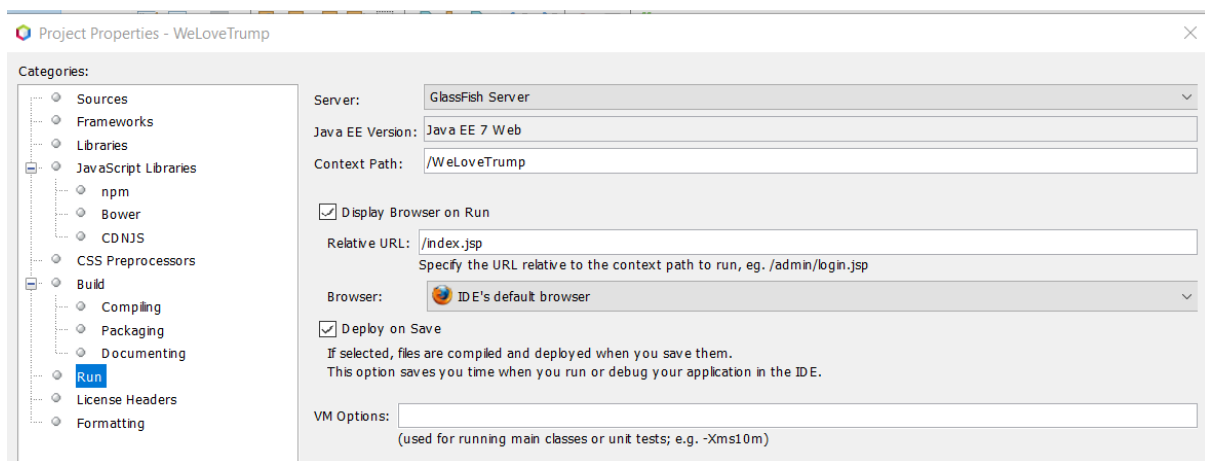 Project Properties - WeLoveTrump
Categories:
Sources
Frameworks
Libraries
JavaScript Libraries
npm
Bower
CDNJS
CSS Preprocessors
Build
Compiling
Packaging
Documenting
Run
License Headers
Formatting
Server: GlassFish Server
Java EE Version: Java EE 7 Web
Context Path: /WeLoveTrump
Display Browser on Run
Relative URL: /index.jsp
Specify the URL relative to the context path to run, eg. /admin/login.jsp
Browser: IDE's default browser
Deploy on Save
If selected, files are compiled and deployed when you save them.
This option saves you time when you run or debug your application in the IDE.
VM Options:
(used for running main classes or unit tests; e.g. -Xms10m)